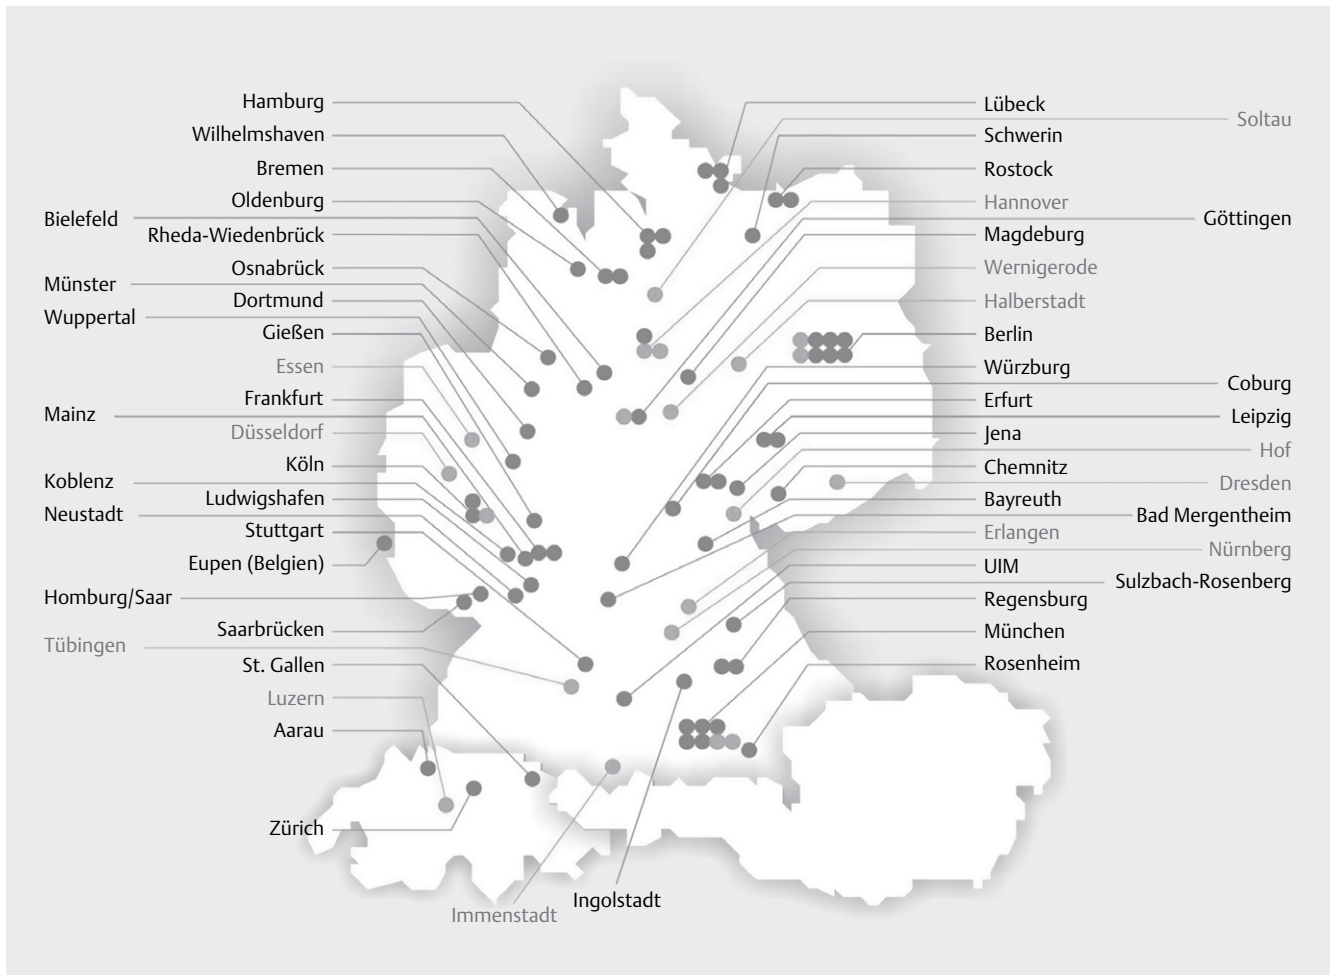 Hamburg
Wilhelmshaven
Bremen
Oldenburg
Bielefeld
Rheda-Wiedenbrück
Osnabrück
Münster
Dortmund
Wuppertal
Gießen
Essen
Frankfurt
Mainz
Düsseldorf
Köln
Koblenz
Ludwigshafen
Neustadt
Stuttgart
Eupen (Belgien)
Homburg/Saar
Saarbrücken
Tübingen
St. Gallen
Luzern
Aarau
Zürich
Immenstadt
Ingolstadt
Lübeck
Soltau
Schwerin
Rostock
Hannover
Göttingen
Magdeburg
Wernigerode
Halberstadt
Berlin
Würzburg
Coburg
Erfurt
Leipzig
Jena
Hof
Chemnitz
Dresden
Bayreuth
Bad Mergentheim
Erlangen
Nürnberg
UIM
Sulzbach-Rosenberg
Regensburg
München
Rosenheim